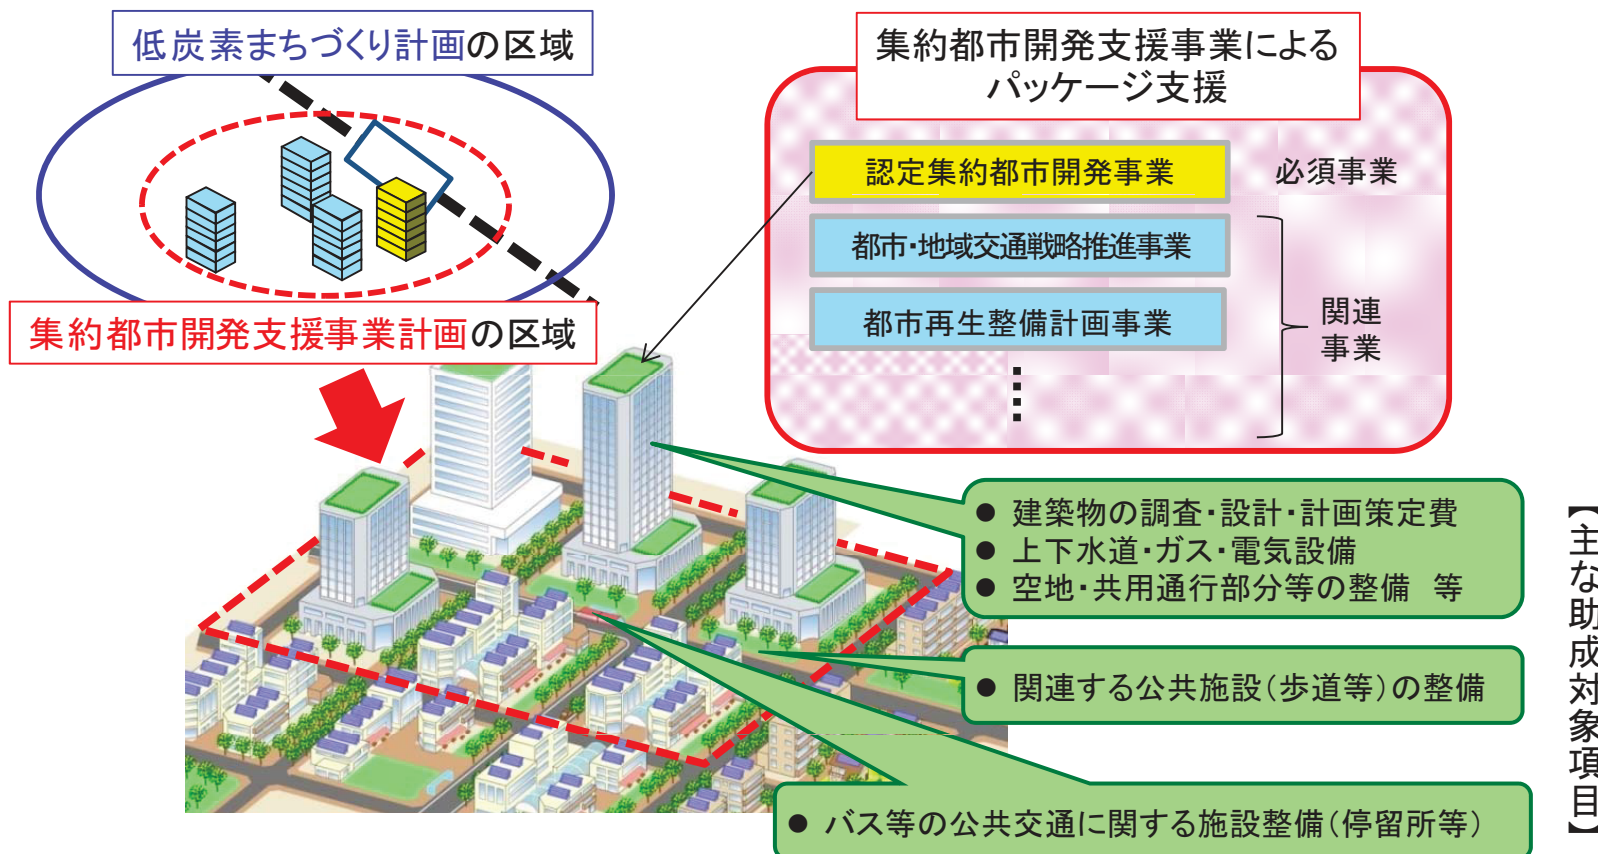 低炭素まちづくり計画の区域
集約都市開発支援事業計画の区域
集約都市開発支援事業による
パッケージ支援
認定集約都市開発事業
必須事業
都市・地域交通戦略推進事業
都市再生整備計画事業
関連
事業
● 建築物の調査・設計・計画策定費
● 上下水道・ガス・電気設備
● 空地・共用通行部分等の整備　等
● 関連する公共施設（歩道等）の整備
● バス等の公共交通に関する施設整備（停留所等）
【主な助成対象項目】